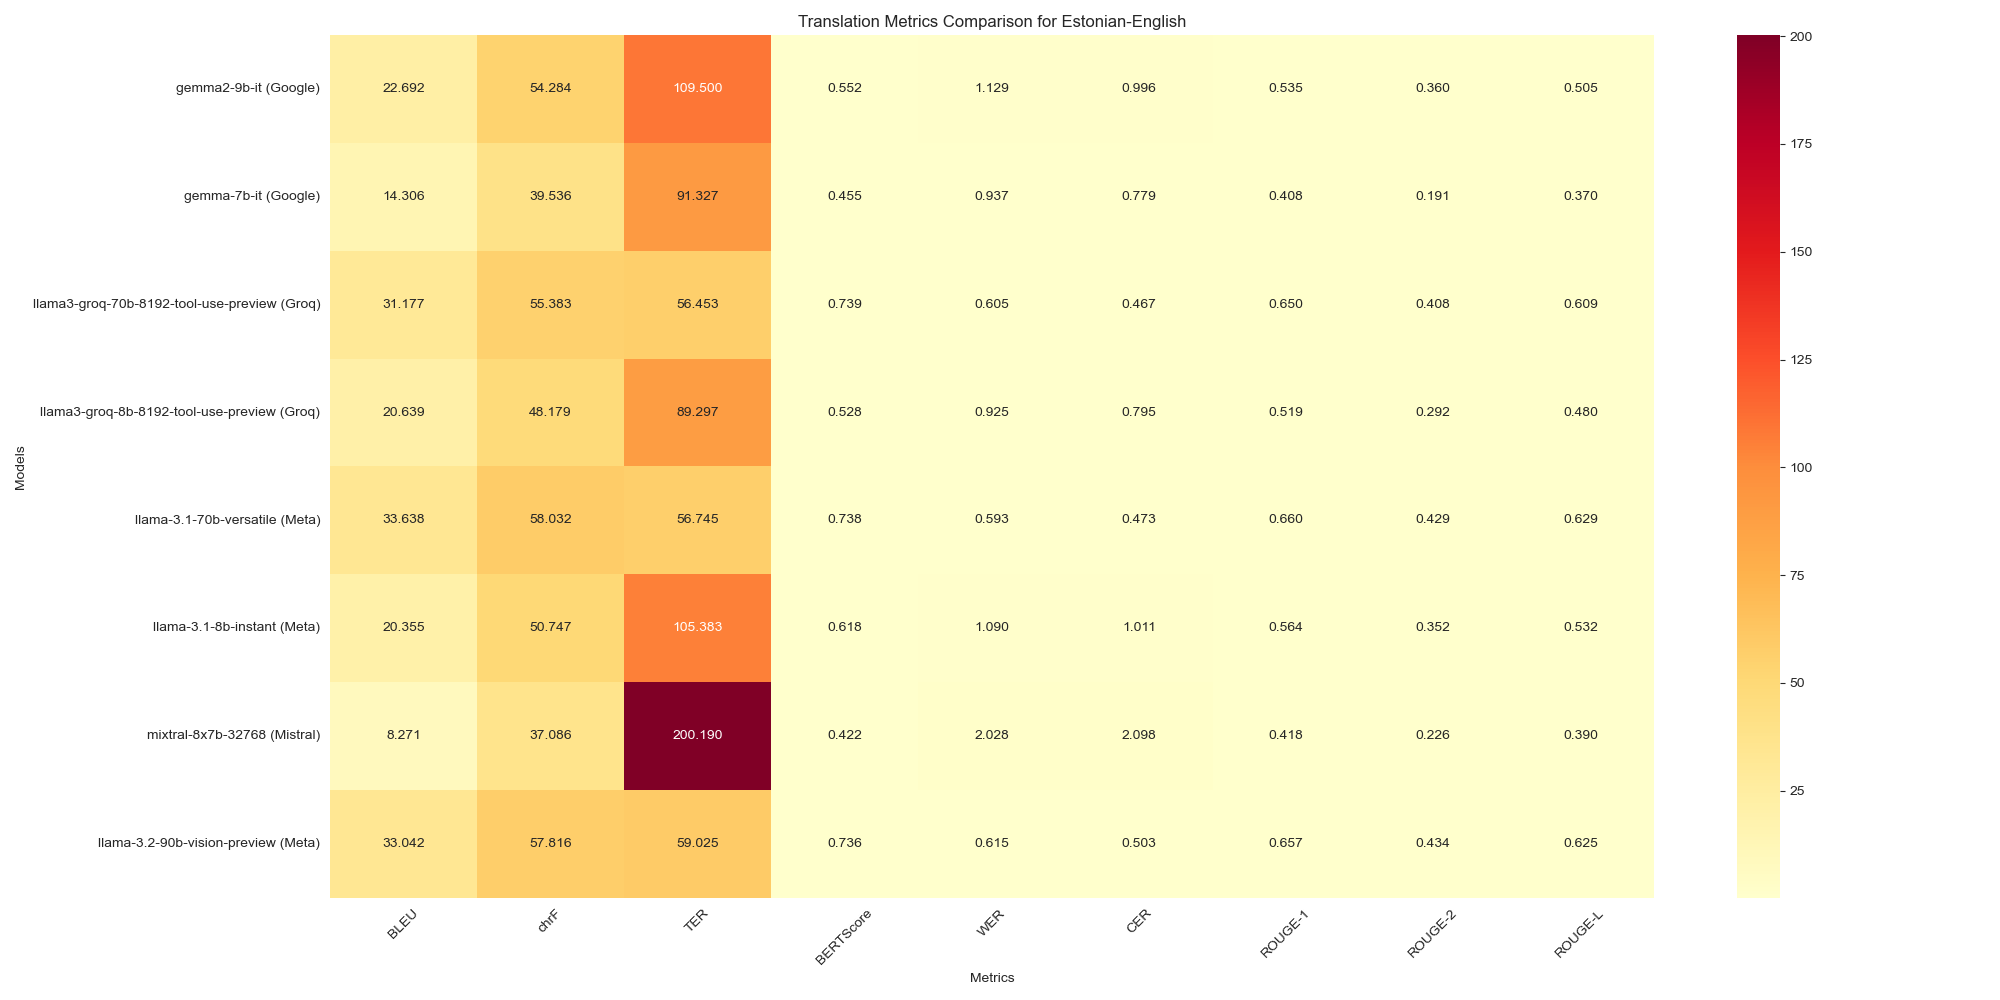 Translation Metrics Comparison for Estonian-English
gemma2-9b-it (Google) 22.692 54.284 109.500 0.552 1.129 0.996 0.535 0.360 0.505
gemma-7b-it (Google) 14.306 39.536 91.327 0.455 0.937 0.779 0.408 0.191 0.370
llama3-groq-70b-8192-tool-use-preview (Groq) 31.177 55.383 56.453 0.739 0.605 0.467 0.650 0.408 0.609
llama3-groq-8b-8192-tool-use-preview (Groq) 20.639 48.179 89.297 0.528 0.925 0.795 0.519 0.292 0.480
llama-3.1-70b-versatile (Meta) 33.638 58.032 56.745 0.738 0.593 0.473 0.660 0.429 0.629
llama-3.1-8b-instant (Meta) 20.355 50.747 105.383 0.618 1.090 1.011 0.564 0.352 0.532
mixtral-8x7b-32768 (Mistral) 8.271 37.086 200.190 0.422 2.028 2.098 0.418 0.226 0.390
llama-3.2-90b-vision-preview (Meta) 33.042 57.816 59.025 0.736 0.615 0.503 0.657 0.434 0.625
Models
BLEU chrF TER BERTScore WER CER ROUGE-1 ROUGE-2 ROUGE-L
Metrics
200
175
150
125
100
75
50
25